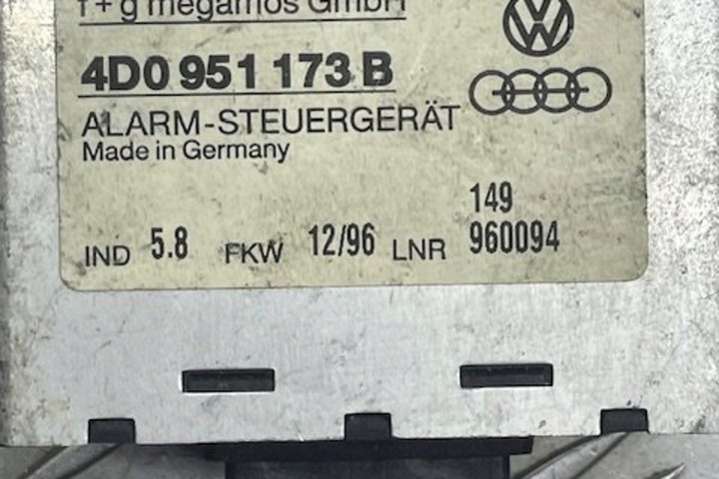 f+g megamos GmbH
4D0 951 173 B
ALARM-STEUERGERÄT
Made in Germany
149
IND 5.8 FKW 12/96 LNR 960094